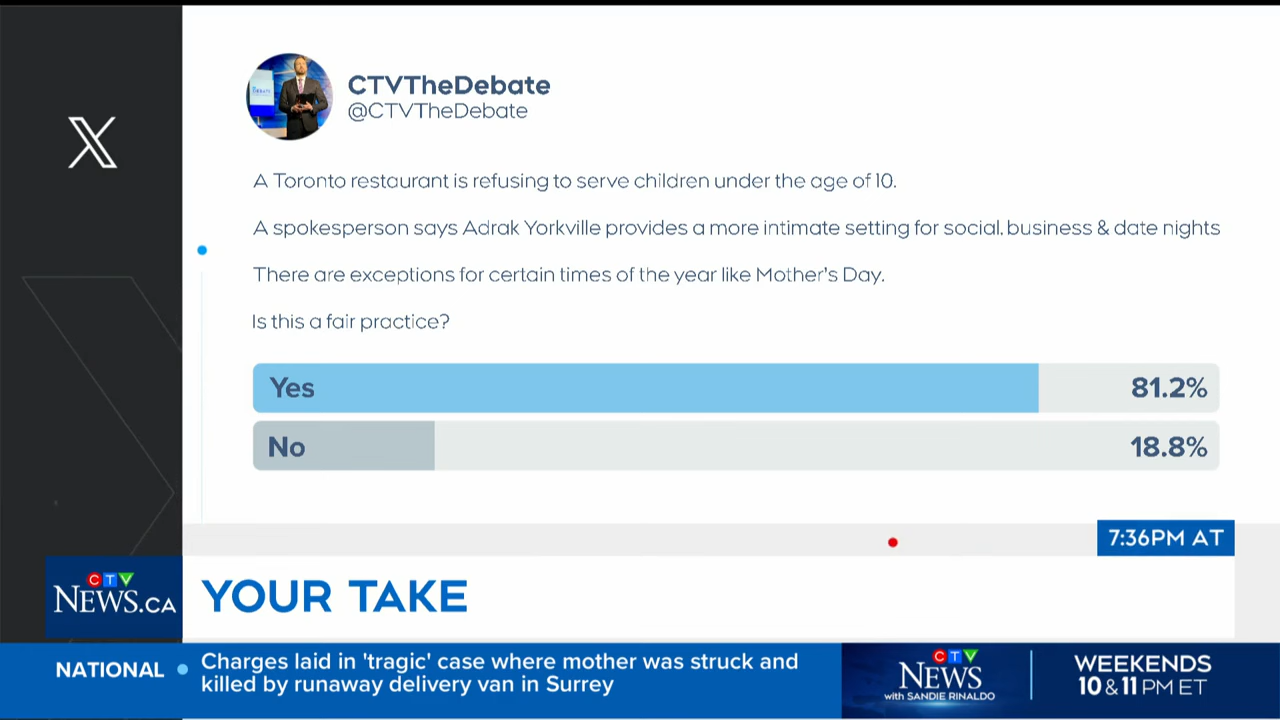 X
CTVTheDebate
@CTVTheDebate
A Toronto restaurant is refusing to serve children under the age of 10.
A spokesperson says Adrak Yorkville provides a more intimate setting for social, business & date nights
There are exceptions for certain times of the year like Mother's Day.
Is this a fair practice?
Yes 81.2%
No 18.8%
7:36PM AT
CTV
NEWS.CA
YOUR TAKE
NATIONAL
Charges laid in 'tragic' case where mother was struck and
killed by runaway delivery van in Surrey
CTV
NEWS
with SANDIE RINALDO
WEEKENDS
10 & 11 PM ET